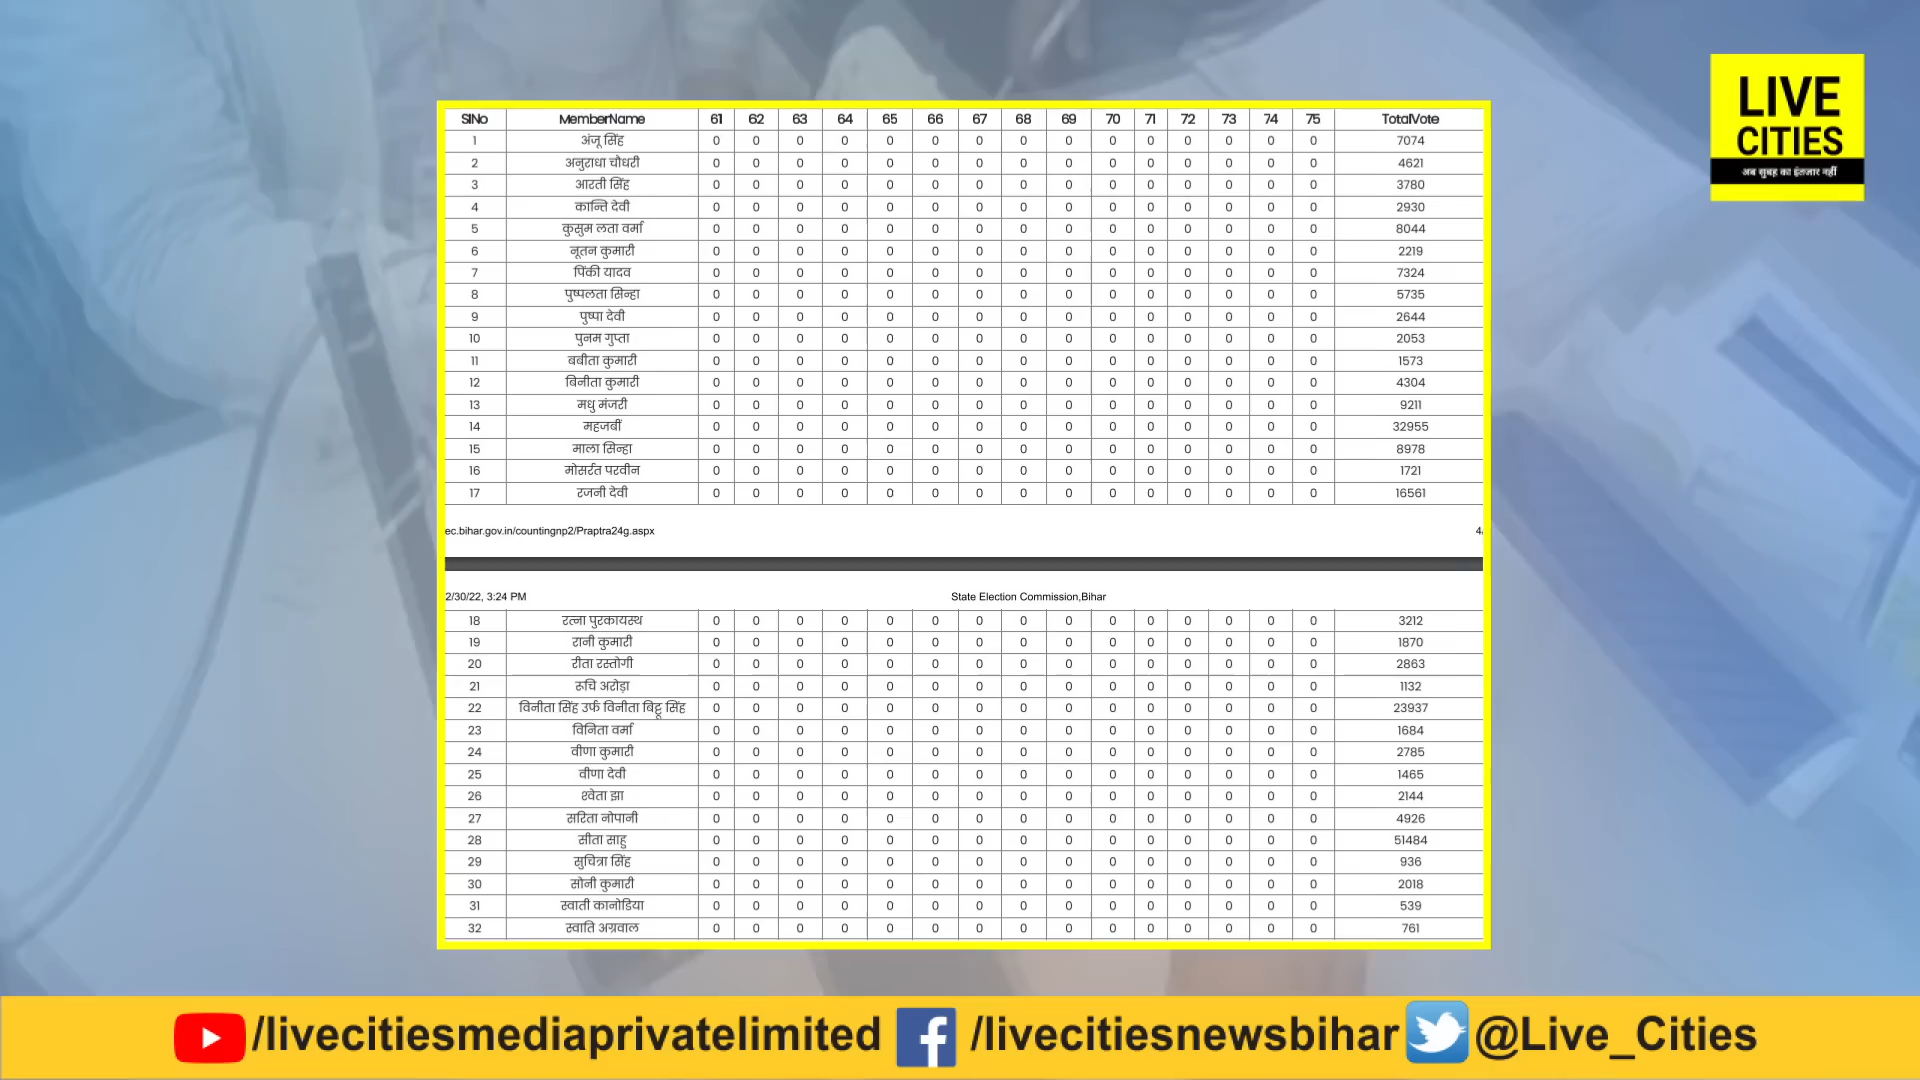 LIVE
CITIES
अब सुबह का इंतजार नहीं
SlNo MemberName 61 62 63 64 65 66 67 68 69 70 71 72 73 74 75 TotalVote
1 अंजू सिंह 0 0 0 0 0 0 0 0 0 0 0 0 0 0 0 7074
2 अनुराधा चौधरी 0 0 0 0 0 0 0 0 0 0 0 0 0 0 0 4621
3 आरती सिंह 0 0 0 0 0 0 0 0 0 0 0 0 0 0 0 3780
4 कान्ति देवी 0 0 0 0 0 0 0 0 0 0 0 0 0 0 0 2930
5 कुसुम लता वर्मा 0 0 0 0 0 0 0 0 0 0 0 0 0 0 0 8044
6 नूतन कुमारी 0 0 0 0 0 0 0 0 0 0 0 0 0 0 0 2219
7 पिंकी यादव 0 0 0 0 0 0 0 0 0 0 0 0 0 0 0 7324
8 पुष्पलता सिन्हा 0 0 0 0 0 0 0 0 0 0 0 0 0 0 0 5735
9 पुष्पा देवी 0 0 0 0 0 0 0 0 0 0 0 0 0 0 0 2644
10 पुनम गुप्ता 0 0 0 0 0 0 0 0 0 0 0 0 0 0 0 2053
11 बबीता कुमारी 0 0 0 0 0 0 0 0 0 0 0 0 0 0 0 1573
12 बिनीता कुमारी 0 0 0 0 0 0 0 0 0 0 0 0 0 0 0 4304
13 मधु मंजरी 0 0 0 0 0 0 0 0 0 0 0 0 0 0 0 9211
14 महजबीं 0 0 0 0 0 0 0 0 0 0 0 0 0 0 0 32955
15 माला सिन्हा 0 0 0 0 0 0 0 0 0 0 0 0 0 0 0 8978
16 मोसर्रत परवीन 0 0 0 0 0 0 0 0 0 0 0 0 0 0 0 1721
17 रजनी देवी 0 0 0 0 0 0 0 0 0 0 0 0 0 0 0 16561
ec.bihar.gov.in/countingnp2/Praptra24g.aspx 4/
2/30/22, 3:24 PM State Election Commission,Bihar
18 रत्ना पुरकायस्थ 0 0 0 0 0 0 0 0 0 0 0 0 0 0 0 3212
19 रानी कुमारी 0 0 0 0 0 0 0 0 0 0 0 0 0 0 0 1870
20 रीता रस्तोगी 0 0 0 0 0 0 0 0 0 0 0 0 0 0 0 2863
21 रूचि अरोड़ा 0 0 0 0 0 0 0 0 0 0 0 0 0 0 0 1132
22 विनीता सिंह उर्फ विनीता बिट्टू सिंह 0 0 0 0 0 0 0 0 0 0 0 0 0 0 0 23937
23 विनिता वर्मा 0 0 0 0 0 0 0 0 0 0 0 0 0 0 0 1684
24 वीणा कुमारी 0 0 0 0 0 0 0 0 0 0 0 0 0 0 0 2785
25 वीणा देवी 0 0 0 0 0 0 0 0 0 0 0 0 0 0 0 1465
26 श्वेता झा 0 0 0 0 0 0 0 0 0 0 0 0 0 0 0 2144
27 सरिता नोपानी 0 0 0 0 0 0 0 0 0 0 0 0 0 0 0 4926
28 सीता साहु 0 0 0 0 0 0 0 0 0 0 0 0 0 0 0 51484
29 सुचित्रा सिंह 0 0 0 0 0 0 0 0 0 0 0 0 0 0 0 936
30 सोनी कुमारी 0 0 0 0 0 0 0 0 0 0 0 0 0 0 0 2018
31 स्वाती कानोडिया 0 0 0 0 0 0 0 0 0 0 0 0 0 0 0 539
32 स्वाति अग्रवाल 0 0 0 0 0 0 0 0 0 0 0 0 0 0 0 761
/livecitiesmediaprivatelimited /livecitiesnewsbihar @Live_Cities